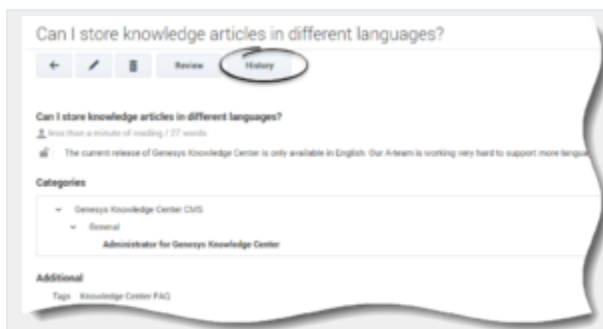 Can I store knowledge articles in different languages?
Review History
Can I store knowledge articles in different languages?
less than a minute of reading / 27 words
The current release of Genesys Knowledge Center is only available in English. Our A-team is working very hard to support more
Categories
Genesys Knowledge Center CMS
General
Administrator for Genesys Knowledge Center
Additional
Tags Knowledge Center FAQ